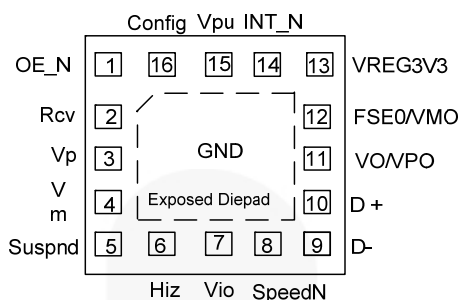 Config Vpu INT_N
OE_N 1 16 15 14 13 VREG3V3
Rcv 2 12 FSE0/VMO
GND
Vp 3 11 VO/VPO
V
m 4 Exposed Diepad 10 D+
Suspnd 5 6 7 8 9 D-
Hiz Vio SpeedN